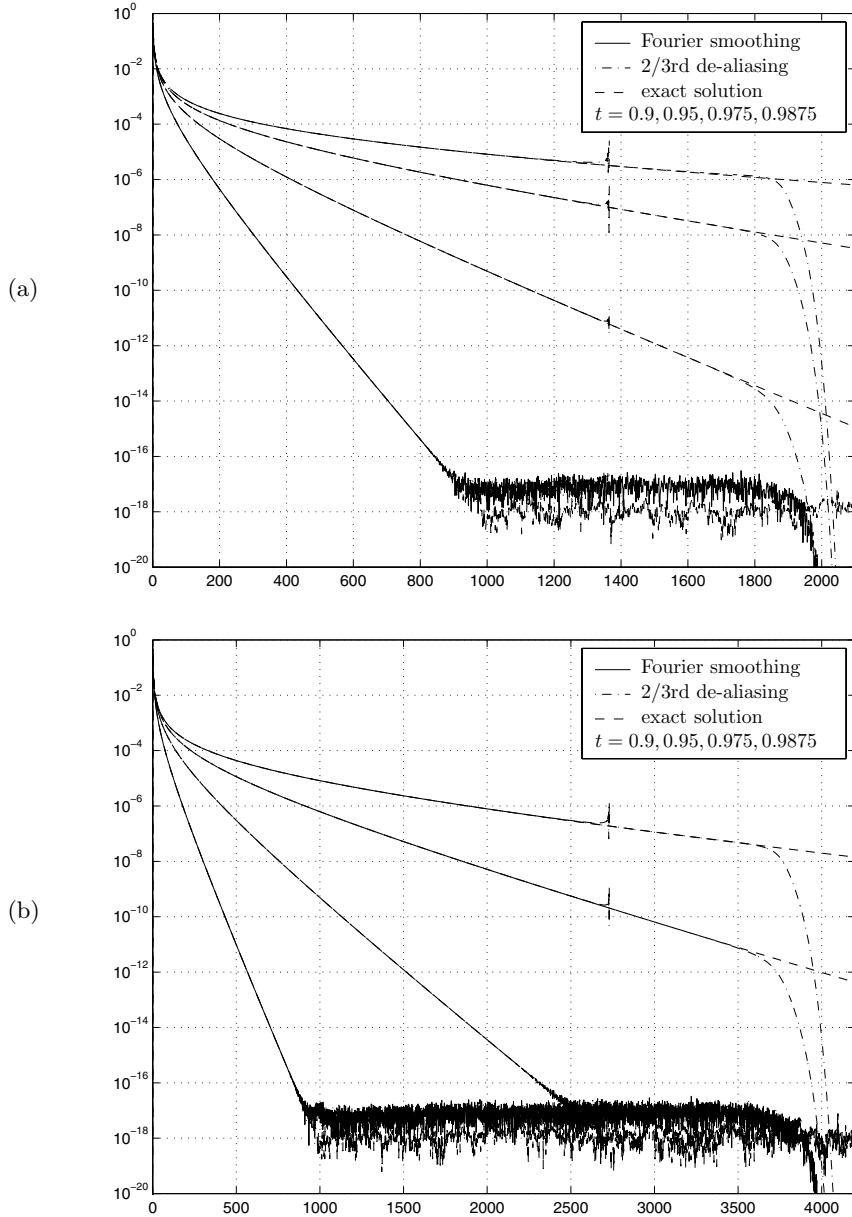 10^0
10^-2
10^-4
10^-6
10^-8
10^-10
10^-12
10^-14
10^-16
10^-18
10^-20
0 200 400 600 800 1000 1200 1400 1600 1800 2000
Fourier smoothing
2/3rd de-aliasing
exact solution
t = 0.9, 0.95, 0.975, 0.9875
(a)
10^0
10^-2
10^-4
10^-6
10^-8
10^-10
10^-12
10^-14
10^-16
10^-18
10^-20
0 500 1000 1500 2000 2500 3000 3500 4000
Fourier smoothing
2/3rd de-aliasing
exact solution
t = 0.9, 0.95, 0.975, 0.9875
(b)